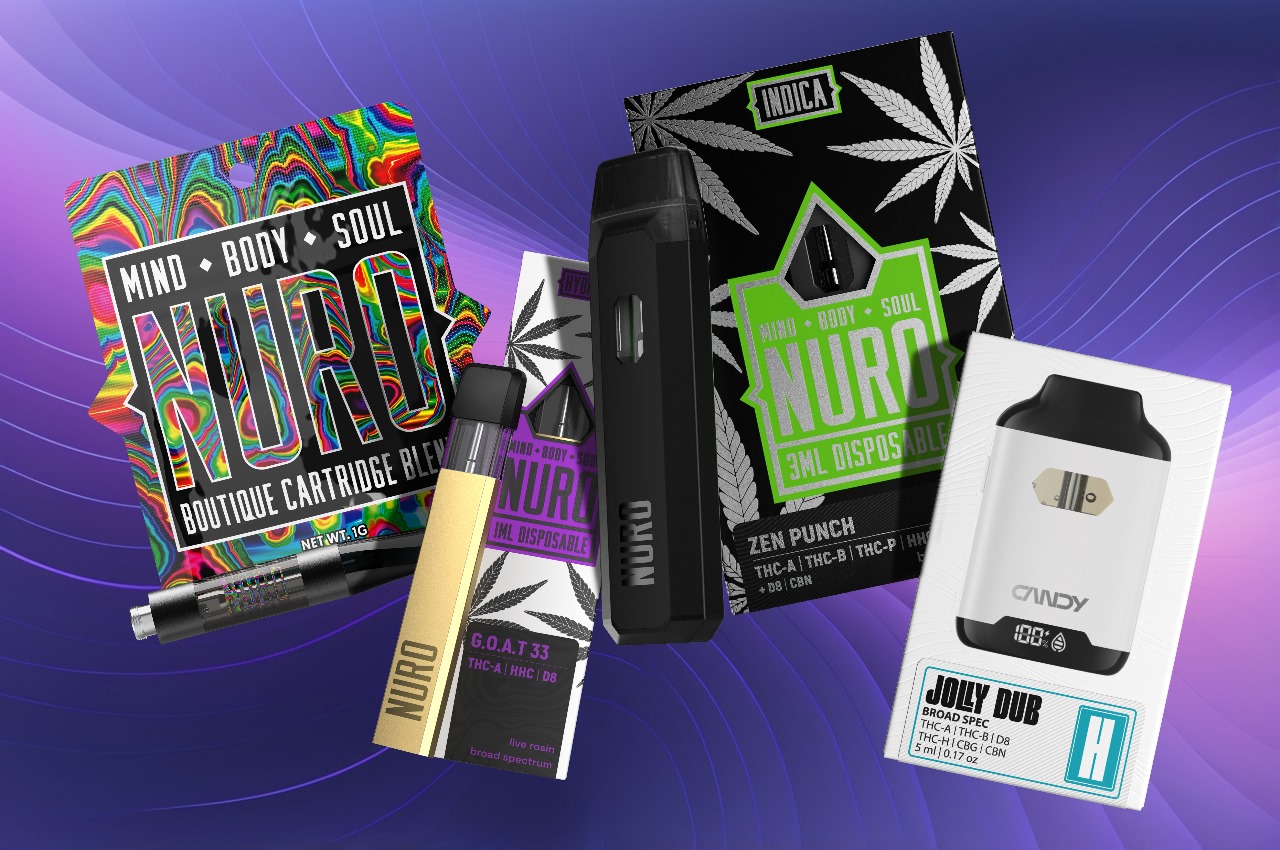 MIND ◆ BODY ◆ SOUL
NURO
BOUTIQUE CARTRIDGE
NET WT. 1G
MIND • BODY • SOUL
NURO
1ML DISPOSABLE
G.O.A.T 33
THC-A | HHC | D8
live rosin
broad spectrum
NURO
NURO
INDICA
MIND ◆ BODY ◆ SOUL
NURO
3ML DISPOSABLE
ZEN PUNCH
THC-A | THC-B | THC-P |
+ D8 | CBN
CANDY
100%
JOLLY DUB
BROAD SPEC
THC-A | THC-B | D8
THC-H | CBG | CBN
5 ml | 0.17 oz
H